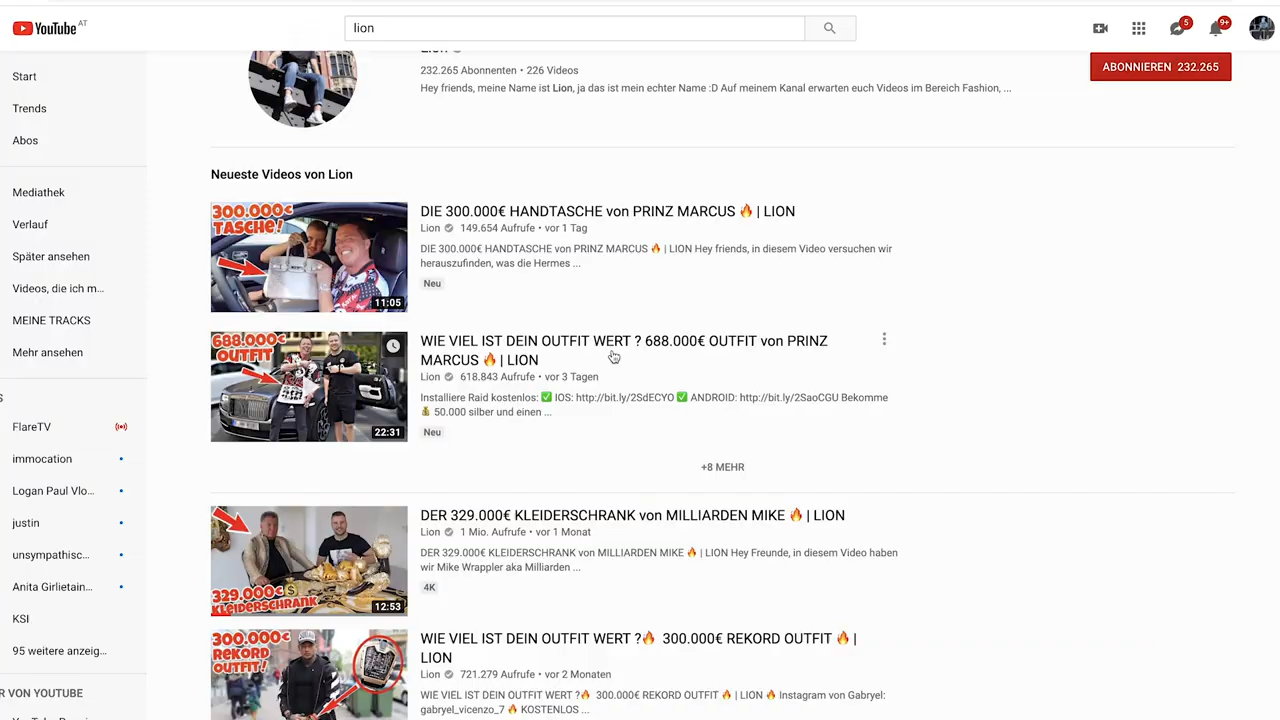 YouTube AT
lion
5
9+
Start
Trends
Abos
Mediathek
Verlauf
Später ansehen
Videos, die ich m...
MEINE TRACKS
Mehr ansehen
S
FlareTV
immocation
Logan Paul Vlo...
justin
unsympathisc...
Anita Girlietain...
KSI
95 weitere anzeig...
R VON YOUTUBE
232.265 Abonnenten • 226 Videos
Hey friends, meine Name ist Lion, ja das ist mein echter Name :D Auf meinem Kanal erwarten euch Videos im Bereich Fashion, ...
ABONNIEREN 232.265
Neueste Videos von Lion
300.000€
TASCHE!
11:05
DIE 300.000€ HANDTASCHE von PRINZ MARCUS 🔥 | LION
Lion 149.654 Aufrufe • vor 1 Tag
DIE 300.000€ HANDTASCHE von PRINZ MARCUS 🔥 | LION Hey friends, in diesem Video versuchen wir
herauszufinden, was die Hermes ...
Neu
688.000€
OUTFIT
22:31
WIE VIEL IST DEIN OUTFIT WERT ? 688.000€ OUTFIT von PRINZ
MARCUS 🔥 | LION
Lion 618.843 Aufrufe • vor 3 Tagen
Installiere Raid kostenlos: ✅ IOS: http://bit.ly/2SdECYO ✅ ANDROID: http://bit.ly/2SaoCGU Bekomme
💰 50.000 silber und einen ...
Neu
+8 MEHR
329.000€
KLEIDERSCHRANK
12:53
DER 329.000€ KLEIDERSCHRANK von MILLIARDEN MIKE 🔥 | LION
Lion 1 Mio. Aufrufe • vor 1 Monat
DER 329.000€ KLEIDERSCHRANK von MILLIARDEN MIKE 🔥 | LION Hey Freunde, in diesem Video haben
wir Mike Wrappler aka Milliarden ...
4K
300.000€
REKORD
OUTFIT!
WIE VIEL IST DEIN OUTFIT WERT ?🔥 300.000€ REKORD OUTFIT 🔥 |
LION
Lion 721.279 Aufrufe • vor 2 Monaten
WIE VIEL IST DEIN OUTFIT WERT ?🔥 300.000€ REKORD OUTFIT 🔥 | LION 🔥 Instagram von Gabryel:
gabryel_vicenzo_7 🔥 KOSTENLOS ...